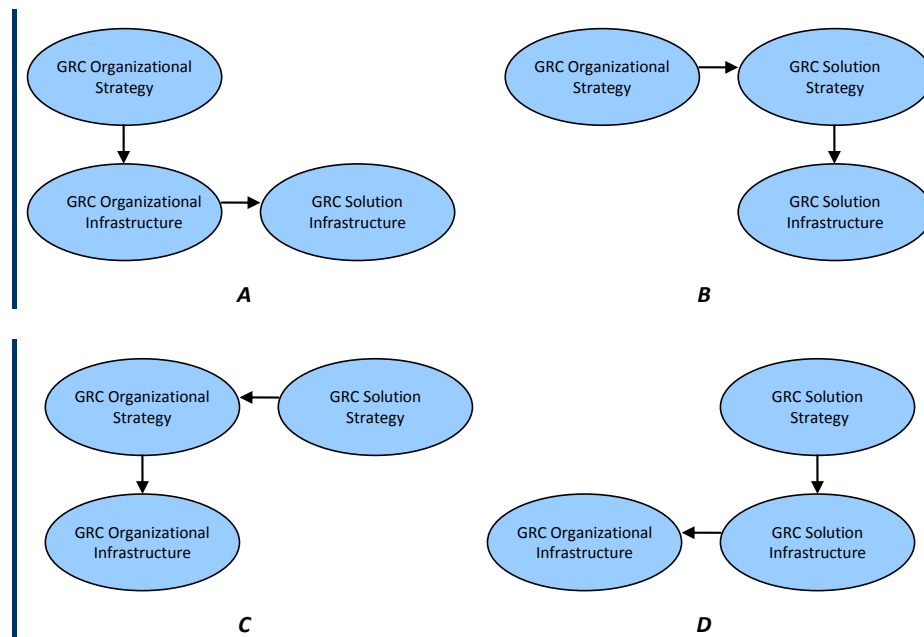 GRC Organizational
Strategy
GRC Organizational
Infrastructure
GRC Solution
Infrastructure
A
GRC Organizational
Strategy
GRC Solution
Strategy
GRC Solution
Infrastructure
B
GRC Organizational
Strategy
GRC Solution
Strategy
GRC Organizational
Infrastructure
C
GRC Solution
Strategy
GRC Organizational
Infrastructure
GRC Solution
Infrastructure
D